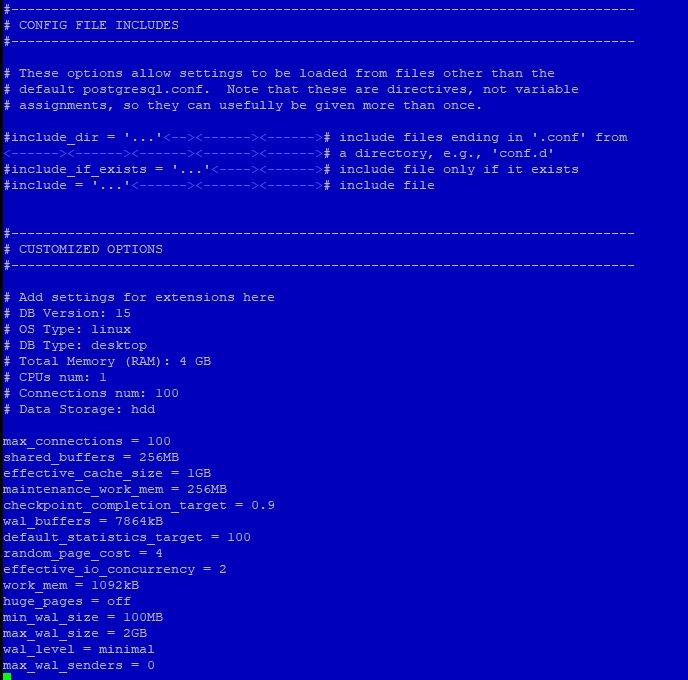 #------------------------------------------------------------------------------
# CONFIG FILE INCLUDES
#------------------------------------------------------------------------------
# These options allow settings to be loaded from files other than the
# default postgresql.conf.  Note that these are directives, not variable
# assignments, so they can usefully be given more than once.
#include_dir = '...'<--><------><------># include files ending in '.conf' from
<------><------><------><------><------># a directory, e.g., 'conf.d'
#include_if_exists = '...'<----><------># include file only if it exists
#include = '...'<------><------><------># include file
#------------------------------------------------------------------------------
# CUSTOMIZED OPTIONS
#------------------------------------------------------------------------------
# Add settings for extensions here
# DB Version: 15
# OS Type: linux
# DB Type: desktop
# Total Memory (RAM): 4 GB
# CPUs num: 1
# Connections num: 100
# Data Storage: hdd
max_connections = 100
shared_buffers = 256MB
effective_cache_size = 1GB
maintenance_work_mem = 256MB
checkpoint_completion_target = 0.9
wal_buffers = 7864kB
default_statistics_target = 100
random_page_cost = 4
effective_io_concurrency = 2
work_mem = 1092kB
huge_pages = off
min_wal_size = 100MB
max_wal_size = 2GB
wal_level = minimal
max_wal_senders = 0